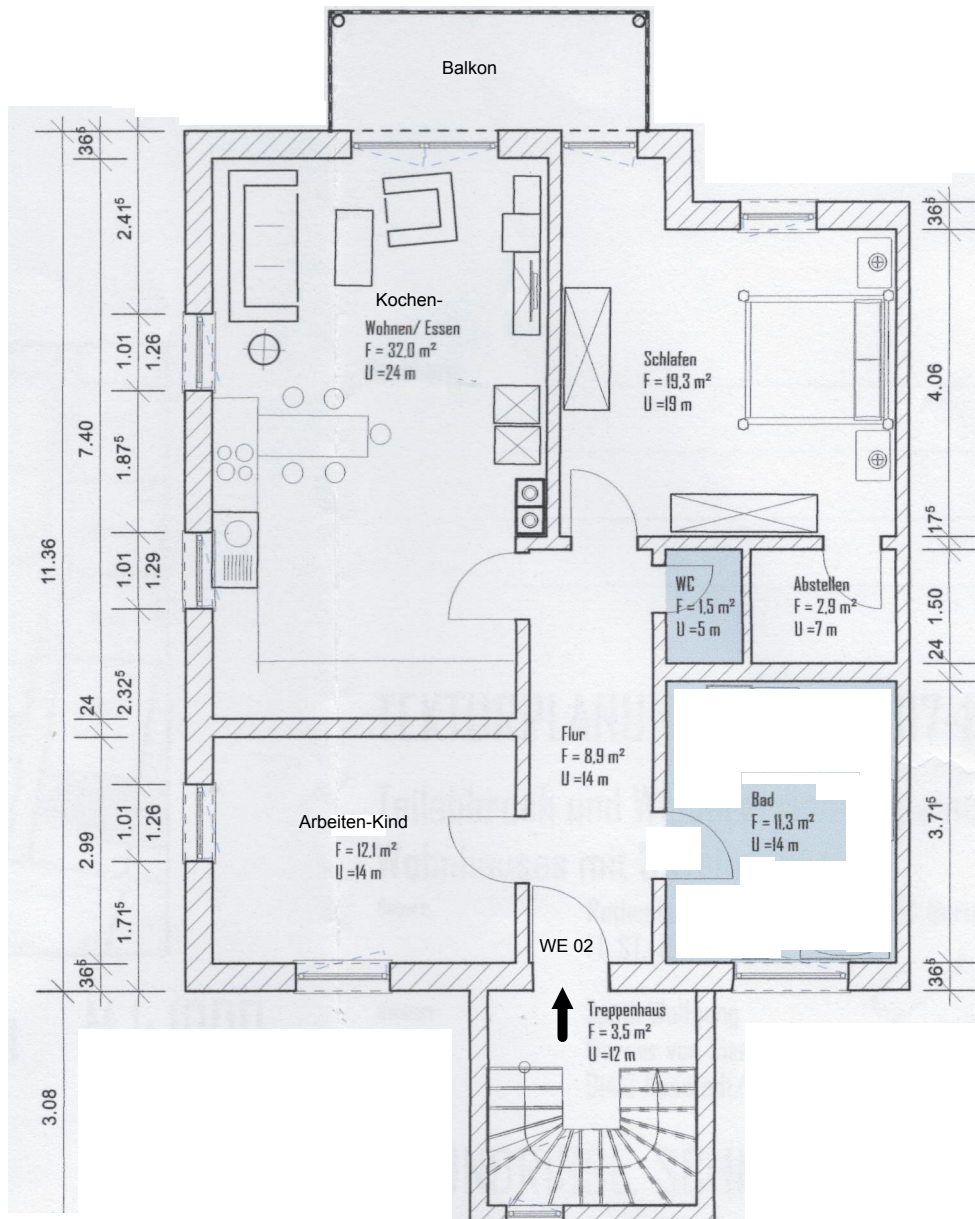 Balkon
Kochen-
Wohnen/ Essen
F = 32,0 m²
U =24 m
Schlafen
F = 19,3 m²
U =19 m
WC
F = 1,5 m²
U =5 m
Abstellen
F = 2,9 m²
U =7 m
Flur
F = 8,9 m²
U =14 m
Bad
F = 11,3 m²
U =14 m
Arbeiten-Kind
F = 12,1 m²
U =14 m
WE 02
Treppenhaus
F = 3,5 m²
U =12 m
36⁵
2.41⁵
1.01
1.26
1.87⁵
1.01
1.29
2.32⁵
24
1.01
1.26
1.71⁵
36⁵
7.40
2.99
11.36
3.08
36⁵
4.06
17⁵
1.50
24
3.71⁵
36⁵